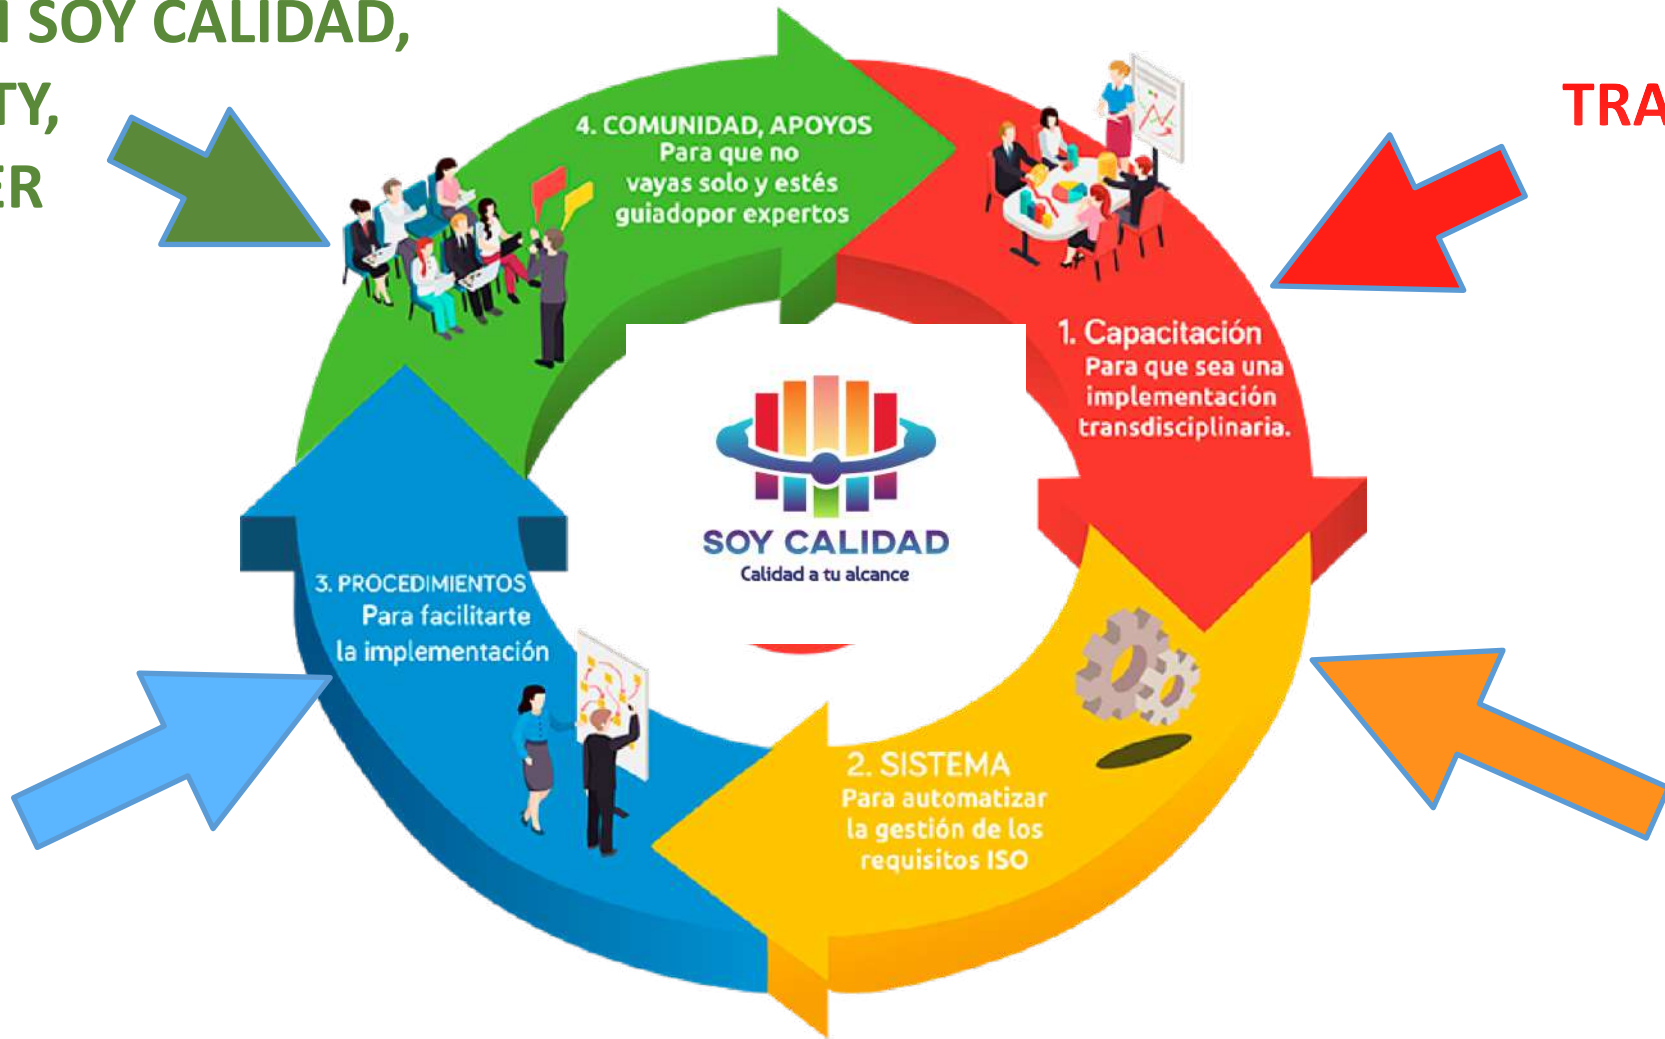 SOY CALIDAD,
TY,
ER
TRA
4. COMUNIDAD, APOYOS
Para que no
vayas solo y estés
guiadopor expertos
1. Capacitación
Para que sea una
implementación
transdisciplinaria.
SOY CALIDAD
Calidad a tu alcance
3. PROCEDIMIENTOS
Para facilitarte
la implementación
2. SISTEMA
Para automatizar
la gestión de los
requisitos ISO